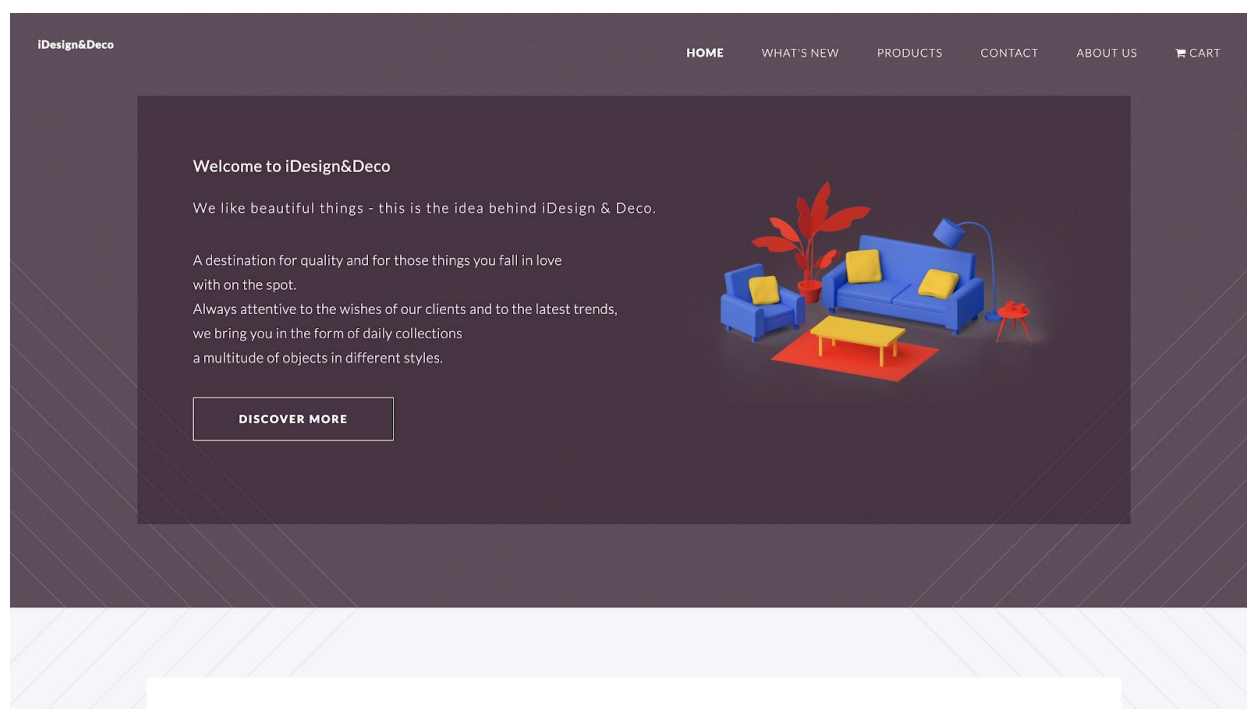 iDesign&Deco
HOME
WHAT'S NEW
PRODUCTS
CONTACT
ABOUT US
CART
Welcome to iDesign&Deco
We like beautiful things - this is the idea behind iDesign & Deco.
A destination for quality and for those things you fall in love
with on the spot.
Always attentive to the wishes of our clients and to the latest trends,
we bring you in the form of daily collections
a multitude of objects in different styles.
DISCOVER MORE